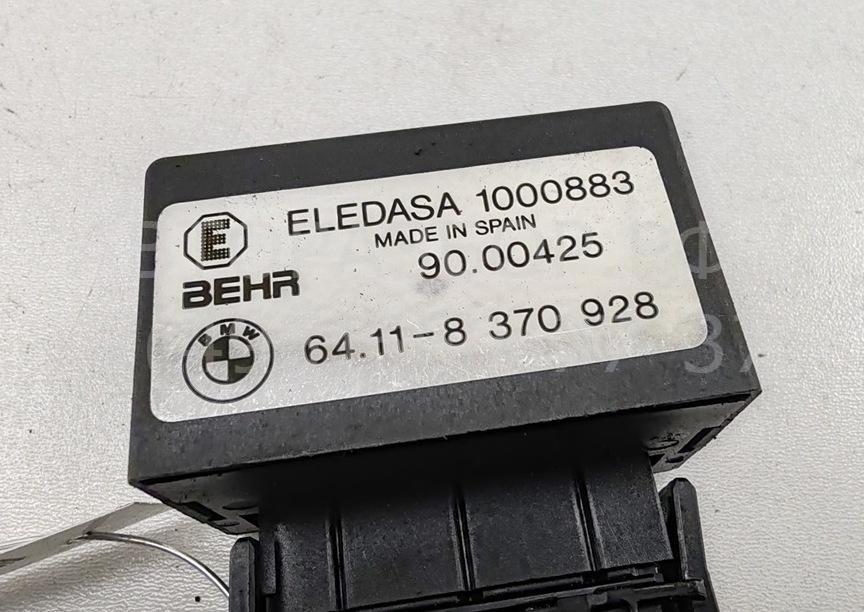 E
ELEDASA 1000883
MADE IN SPAIN
BEHR
90.00425
BMW
64.11-8 370 928